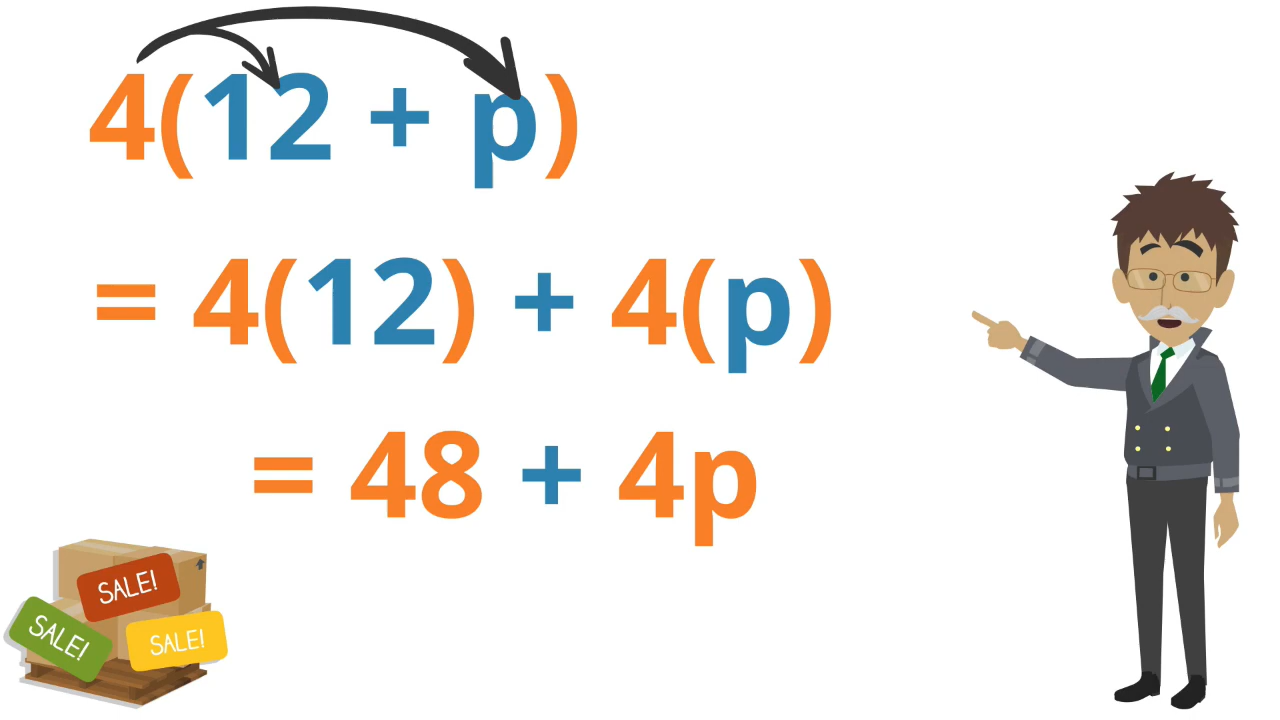 4(12 + p)
= 4(12) + 4(p)
= 48 + 4p
SALE!
SALE!
SALE!